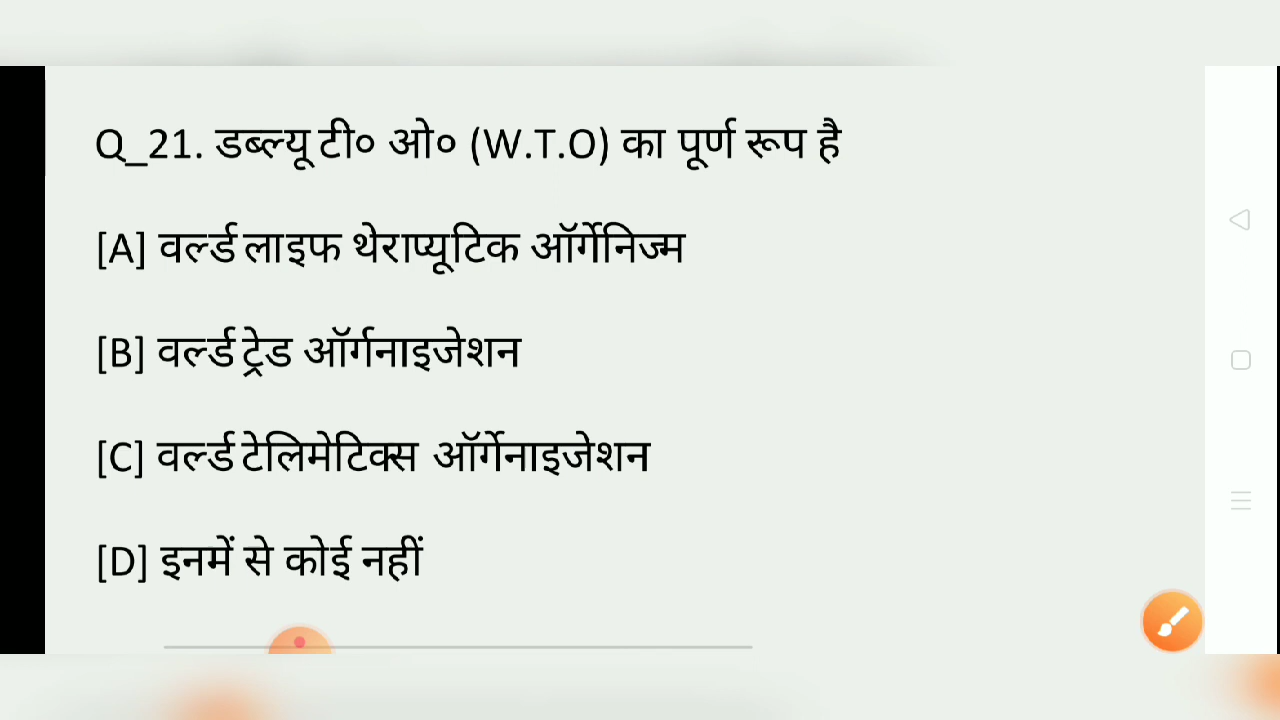 Q_21. डब्ल्यू टी० ओ० (W.T.O) का पूर्ण रूप है
[A] वर्ल्ड लाइफ थेराप्यूटिक ऑर्गेनिज्म
[B] वर्ल्ड ट्रेड ऑर्गनाइजेशन
[C] वर्ल्ड टेलिमेटिक्स ऑर्गेनाइजेशन
[D] इनमें से कोई नहीं